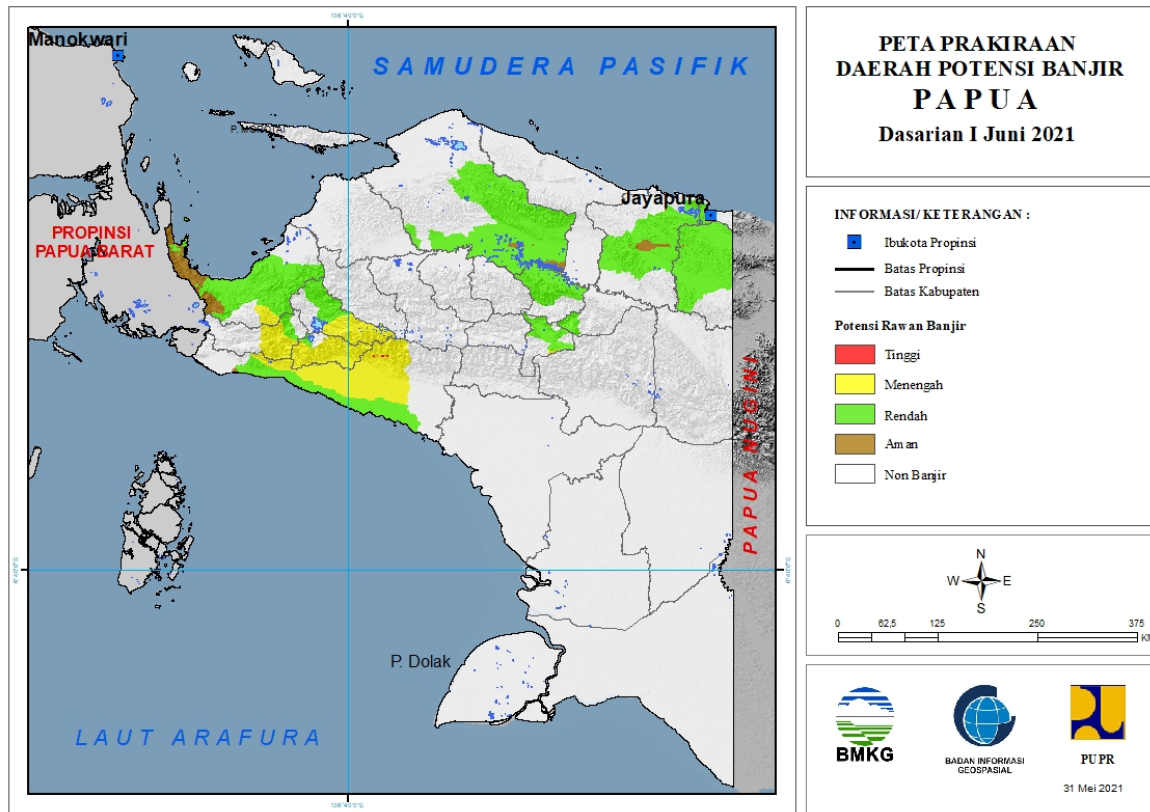 Manokwari
SAMUDERA PASIFIK
Jayapura
PROPINSI
PAPUA BARAT
PAPUA NUGINI
P. Dolak
LAUT ARAFURA
PETA PRAKIRAAN
DAERAH POTENSI BANJIR
PAPUA
Dasarian I Juni 2021
INFORMASI/ KETERANGAN :
Ibukota Propinsi
Batas Propinsi
Batas Kabupaten
Potensi Rawan Banjir
Tinggi
Menengah
Rendah
Aman
Non Banjir
N
W E
S
0 62,5 125 250 375
KM
BMKG
BADAN INFORMASI
GEOSPASIAL
PUPR
31 Mei 2021